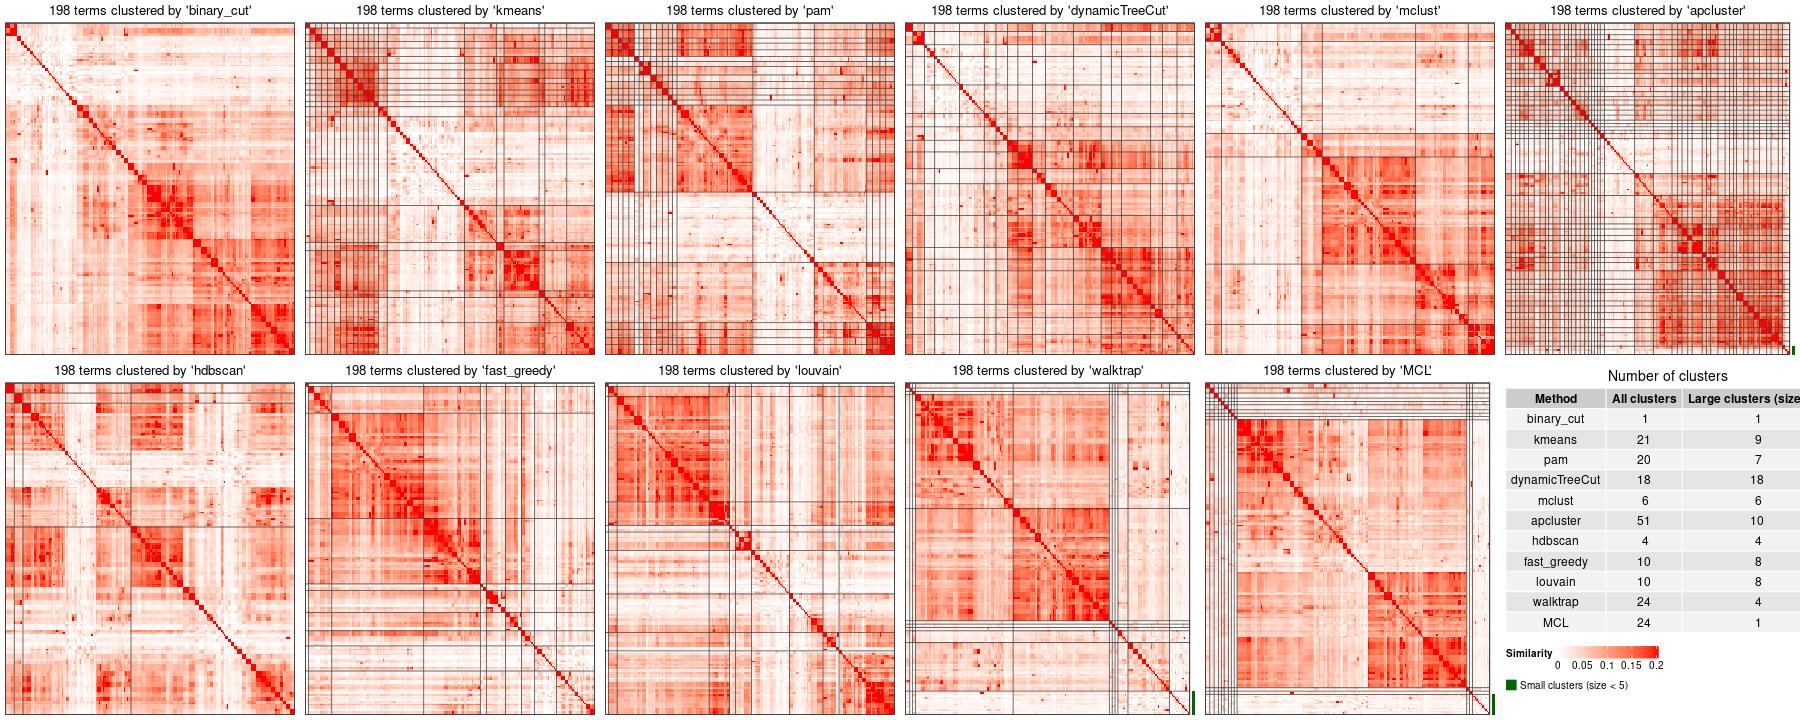 198 terms clustered by 'binary_cut'
198 terms clustered by 'kmeans'
198 terms clustered by 'pam'
198 terms clustered by 'dynamicTreeCut'
198 terms clustered by 'mclust'
198 terms clustered by 'apcluster'
198 terms clustered by 'hdbscan'
198 terms clustered by 'fast_greedy'
198 terms clustered by 'louvain'
198 terms clustered by 'walktrap'
198 terms clustered by 'MCL'
Number of clusters
Method All clusters Large clusters (size
binary_cut 1 1
kmeans 21 9
pam 20 7
dynamicTreeCut 18 18
mclust 6 6
apcluster 51 10
hdbscan 4 4
fast_greedy 10 8
louvain 10 8
walktrap 24 4
MCL 24 1
Similarity
0 0.05 0.1 0.15 0.2
Small clusters (size < 5)